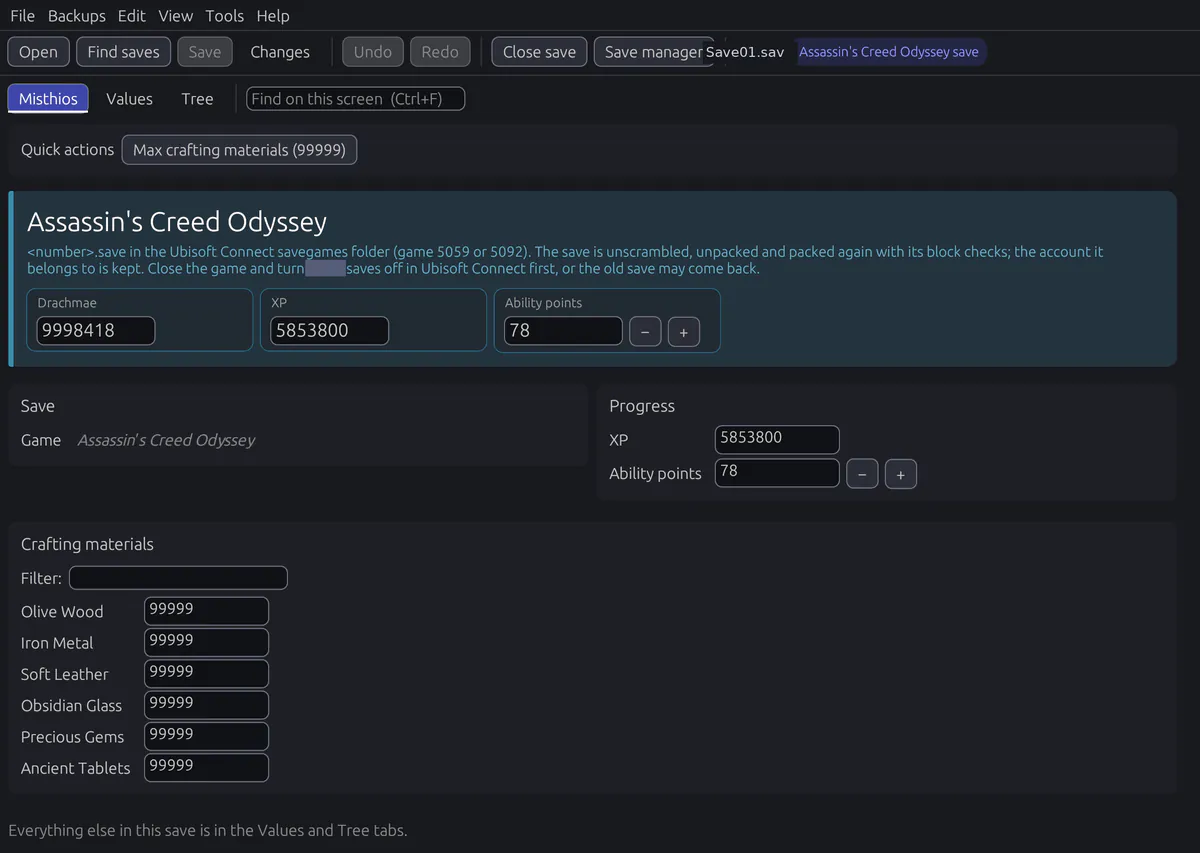 File Backups Edit View Tools Help
Open Find saves Save Changes Undo Redo Close save Save manager Save01.sav Assassin's Creed Odyssey save
Misthios Values Tree Find on this screen (Ctrl+F)
Quick actions Max crafting materials (99999)
Assassin's Creed Odyssey
<number>.save in the Ubisoft Connect savegames folder (game 5059 or 5092). The save is unscrambled, unpacked and packed again with its block checks; the account it
belongs to is kept. Close the game and turn saves off in Ubisoft Connect first, or the old save may come back.
Drachmae XP Ability points
9998418 5853800 78 − +
Save Progress
Game Assassin's Creed Odyssey XP 5853800
Ability points 78 − +
Crafting materials
Filter:
Olive Wood 99999
Iron Metal 99999
Soft Leather 99999
Obsidian Glass 99999
Precious Gems 99999
Ancient Tablets 99999
Everything else in this save is in the Values and Tree tabs.